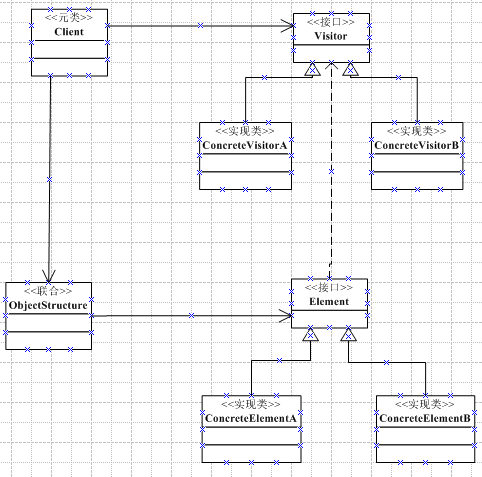 <<元类>>
Client
<<接口>>
Visitor
<<实现类>>
ConcreteVisitorA
<<实现类>>
ConcreteVisitorB
<<联合>>
ObjectStructure
<<接口>>
Element
<<实现类>>
ConcreteElementA
<<实现类>>
ConcreteElementB